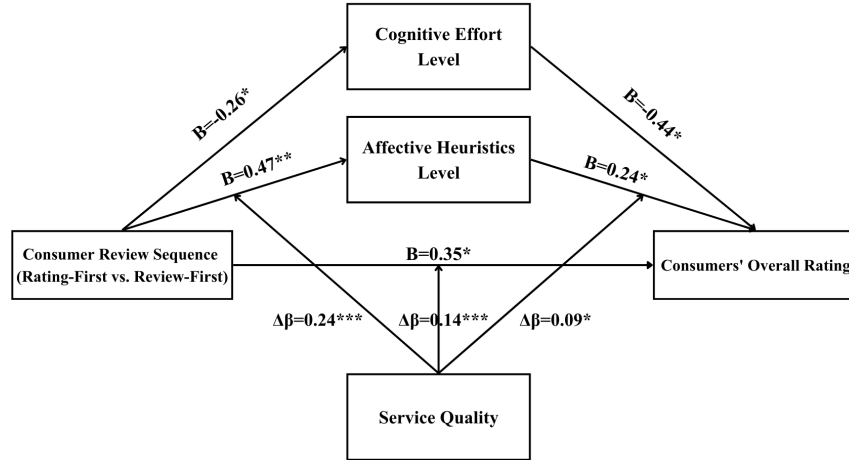 Cognitive Effort
Level
B=-0.26*
B=-0.44*
Affective Heuristics
Level
B=0.47**
B=0.24*
Consumer Review Sequence
(Rating-First vs. Review-First)
B=0.35*
Consumers' Overall Rating
Δβ=0.24***
Δβ=0.14***
Δβ=0.09*
Service Quality